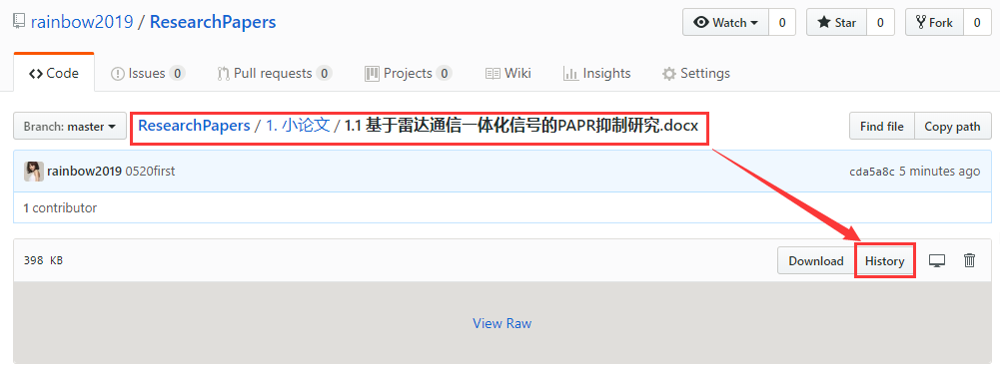 rainbow2019 / ResearchPapers
Watch 0 Star 0 Fork 0
Code Issues 0 Pull requests 0 Projects 0 Wiki Insights Settings
Branch: master ResearchPapers / 1. 小论文 / 1.1 基于雷达通信一体化信号的PAPR抑制研究.docx Find file Copy path
rainbow2019 0520first cda5a8c 5 minutes ago
1 contributor
398 KB Download History
View Raw